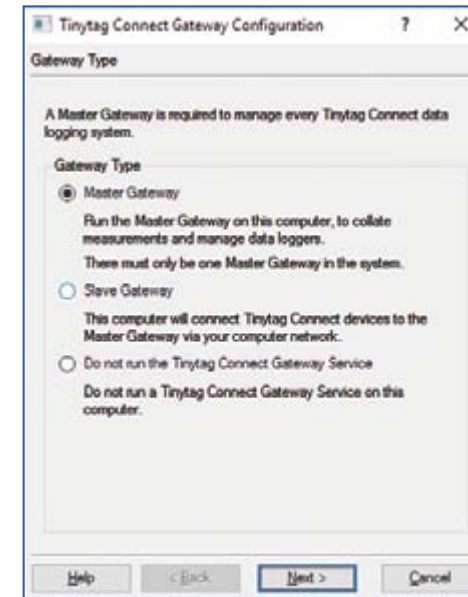 Tinytag Connect Gateway Configuration ? X
Gateway Type
A Master Gateway is required to manage every Tinytag Connect data
logging system.
Gateway Type
Master Gateway
Run the Master Gateway on this computer, to collate
measurements and manage data loggers.
There must only be one Master Gateway in the system.
Slave Gateway
This computer will connect Tinytag Connect devices to the
Master Gateway via your computer network.
Do not run the Tinytag Connect Gateway Service
Do not run a Tinytag Connect Gateway Service on this
computer.
Help < Back Next > Cancel